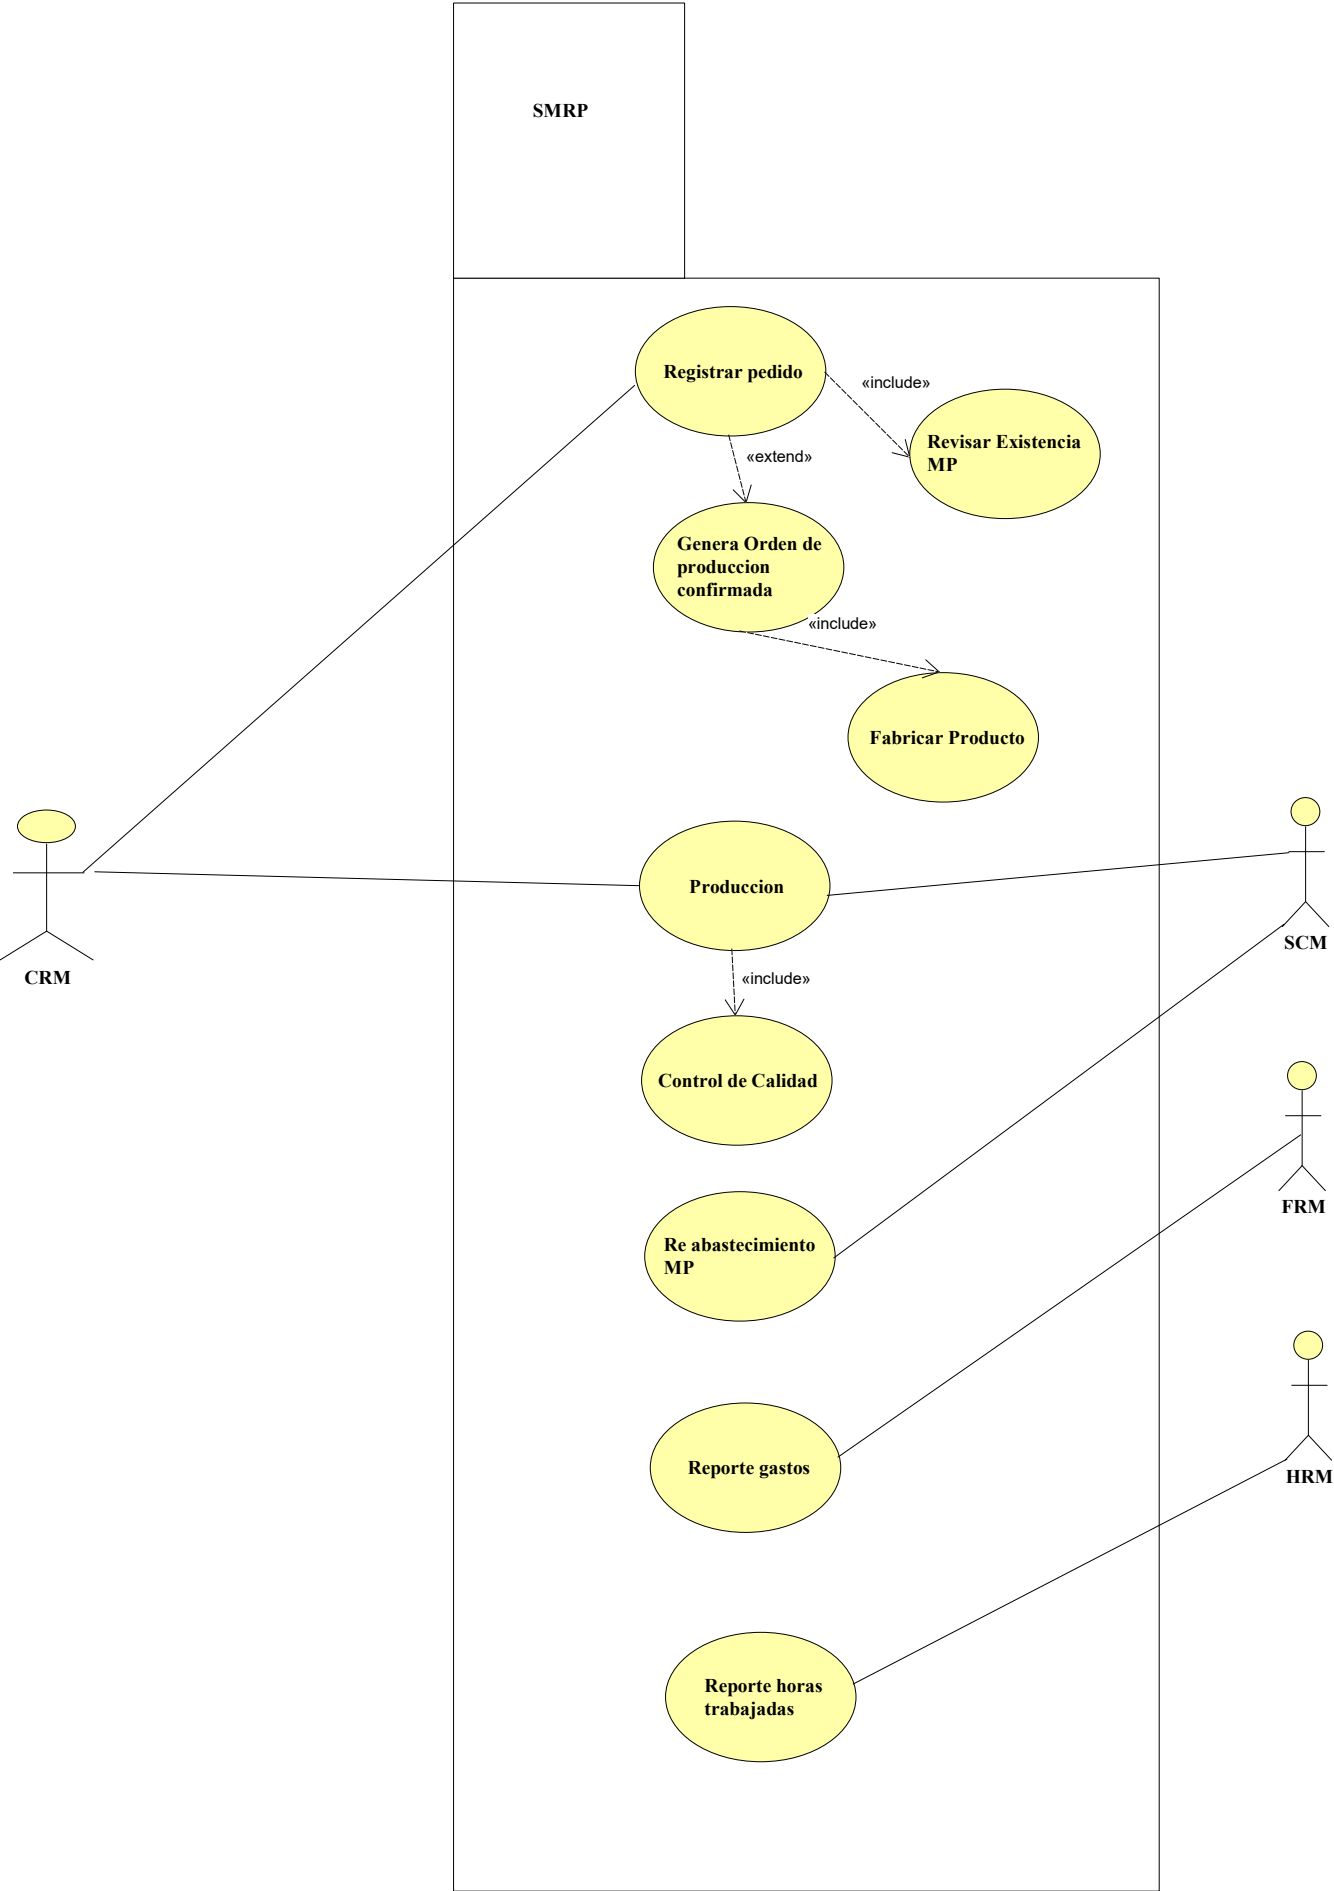 SMRP
Registrar pedido
«include»
Revisar Existencia
MP
«extend»
Genera Orden de
produccion
confirmada
«include»
Fabricar Producto
Produccion
SCM
CRM
«include»
Control de Calidad
FRM
Re abastecimiento
MP
Reporte gastos
HRM
Reporte horas
trabajadas